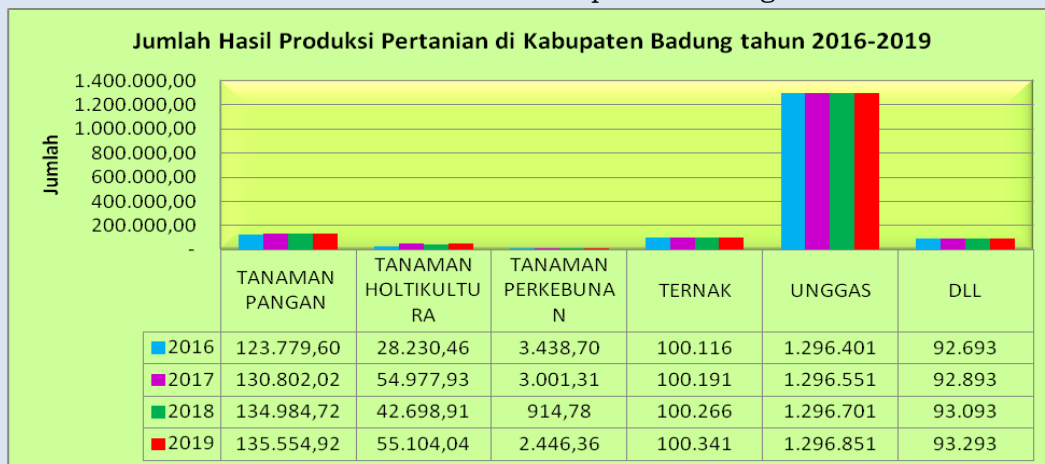 Jumlah Hasil Produksi Pertanian di Kabupaten Badung tahun 2016-2019
Jumlah
1.400.000,00
1.200.000,00
1.000.000,00
800.000,00
600.000,00
400.000,00
200.000,00
-
TANAMAN PANGAN
TANAMAN HOLTIKULTU RA
TANAMAN PERKEBUNA N
TERNAK
UNGGAS
DLL
2016 123.779,60 28.230,46 3.438,70 100.116 1.296.401 92.693
2017 130.802,02 54.977,93 3.001,31 100.191 1.296.551 92.893
2018 134.984,72 42.698,91 914,78 100.266 1.296.701 93.093
2019 135.554,92 55.104,04 2.446,36 100.341 1.296.851 93.293